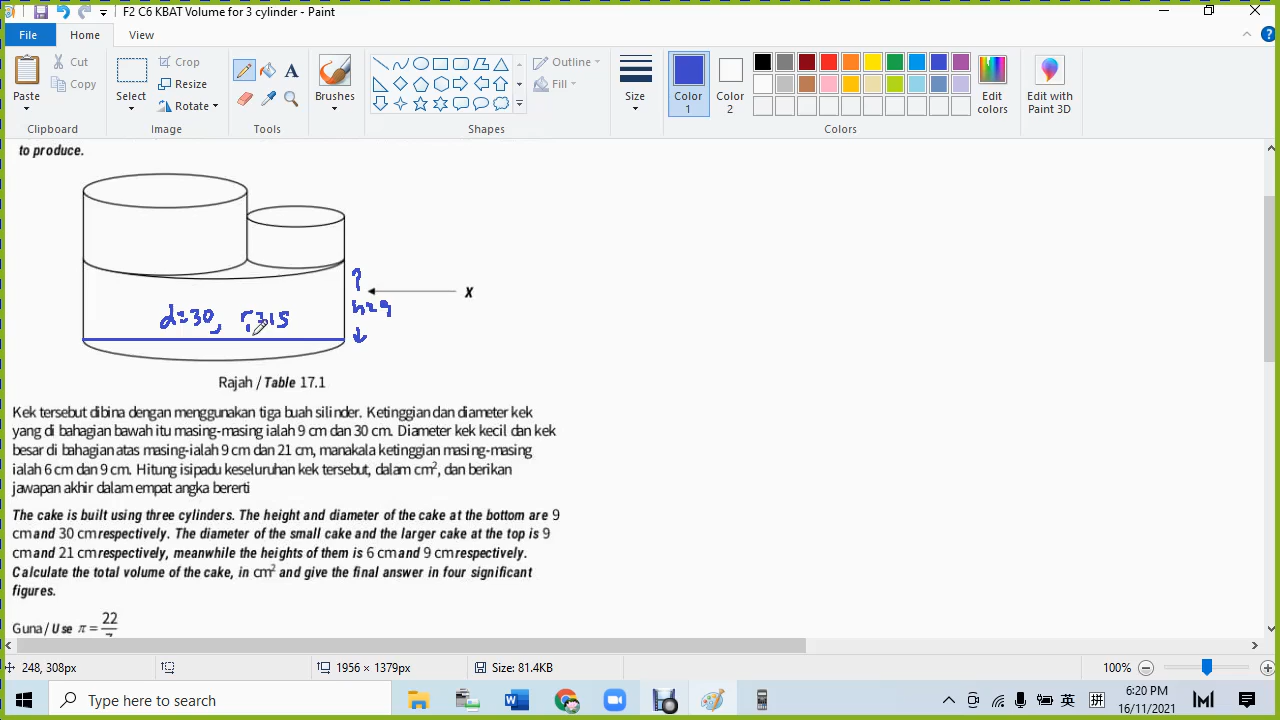 F2 C6 KBAT Volume for 3 cylinder - Paint
File Home View
Paste
Cut
Copy
Clipboard
Select
Crop
Resize
Rotate
Image
A
Tools
Brushes
Outline
Fill
Shapes
Size
Color 1
Color 2
Edit colors
Colors
Edit with Paint 3D
to produce.
X
h=9
d=30, r=15
Rajah / Table 17.1
Kek tersebut dibina dengan menggunakan tiga buah silinder. Ketinggian dan diameter kek
yang di bahagian bawah itu masing-masing ialah 9 cm dan 30 cm. Diameter kek kecil dan kek
besar di bahagian atas masing-ialah 9 cm dan 21 cm, manakala ketinggian masing-masing
ialah 6 cm dan 9 cm. Hitung isipadu keseluruhan kek tersebut, dalam cm², dan berikan
jawapan akhir dalam empat angka bererti
The cake is built using three cylinders. The height and diameter of the cake at the bottom are 9
cm and 30 cm respectively. The diameter of the small cake and the larger cake at the top is 9
cm and 21 cm respectively, meanwhile the heights of them is 6 cm and 9 cm respectively.
Calculate the total volume of the cake, in cm² and give the final answer in four significant
figures.
Guna / Use π = 22
248, 308px
1956 × 1379px
Size: 81.4KB
100%
Type here to search
英
拼
6:20 PM
16/11/2021